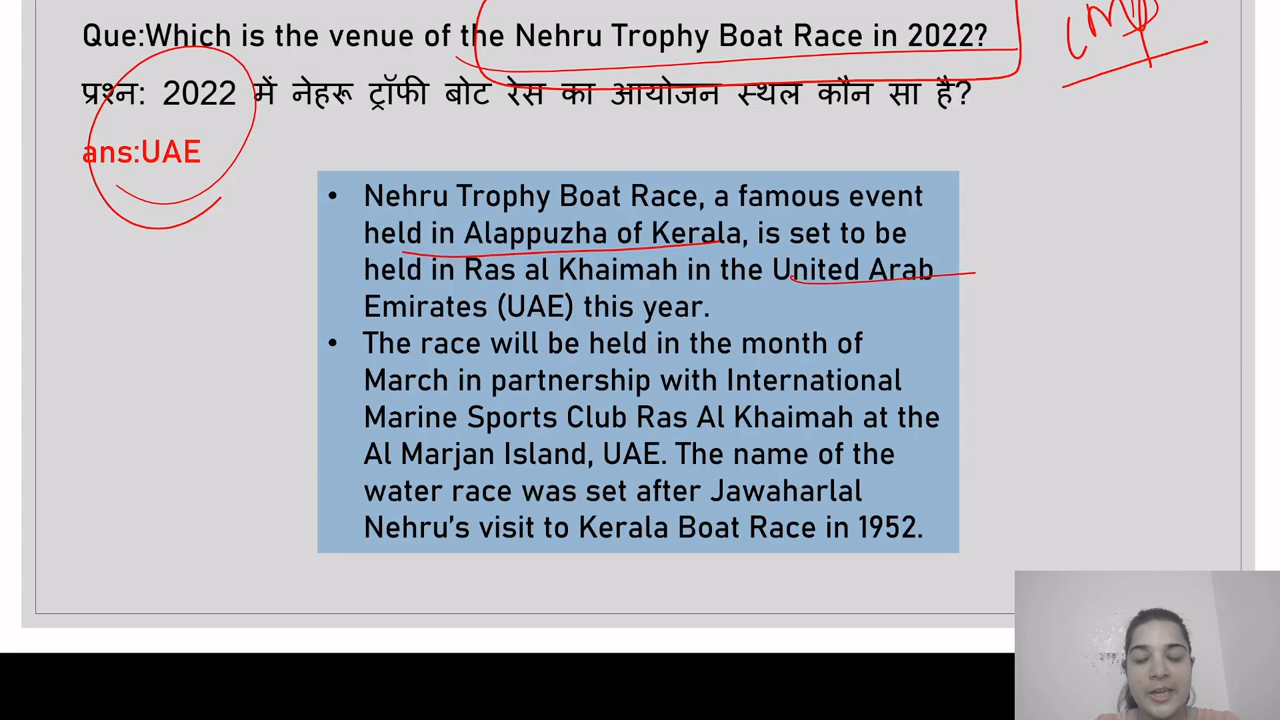 Que:Which is the venue of the Nehru Trophy Boat Race in 2022?
IMP
प्रश्न: 2022 में नेहरू ट्रॉफी बोट रेस का आयोजन स्थल कौन सा है?
ans:UAE
• Nehru Trophy Boat Race, a famous event
held in Alappuzha of Kerala, is set to be
held in Ras al Khaimah in the United Arab
Emirates (UAE) this year.
• The race will be held in the month of
March in partnership with International
Marine Sports Club Ras Al Khaimah at the
Al Marjan Island, UAE. The name of the
water race was set after Jawaharlal
Nehru's visit to Kerala Boat Race in 1952.